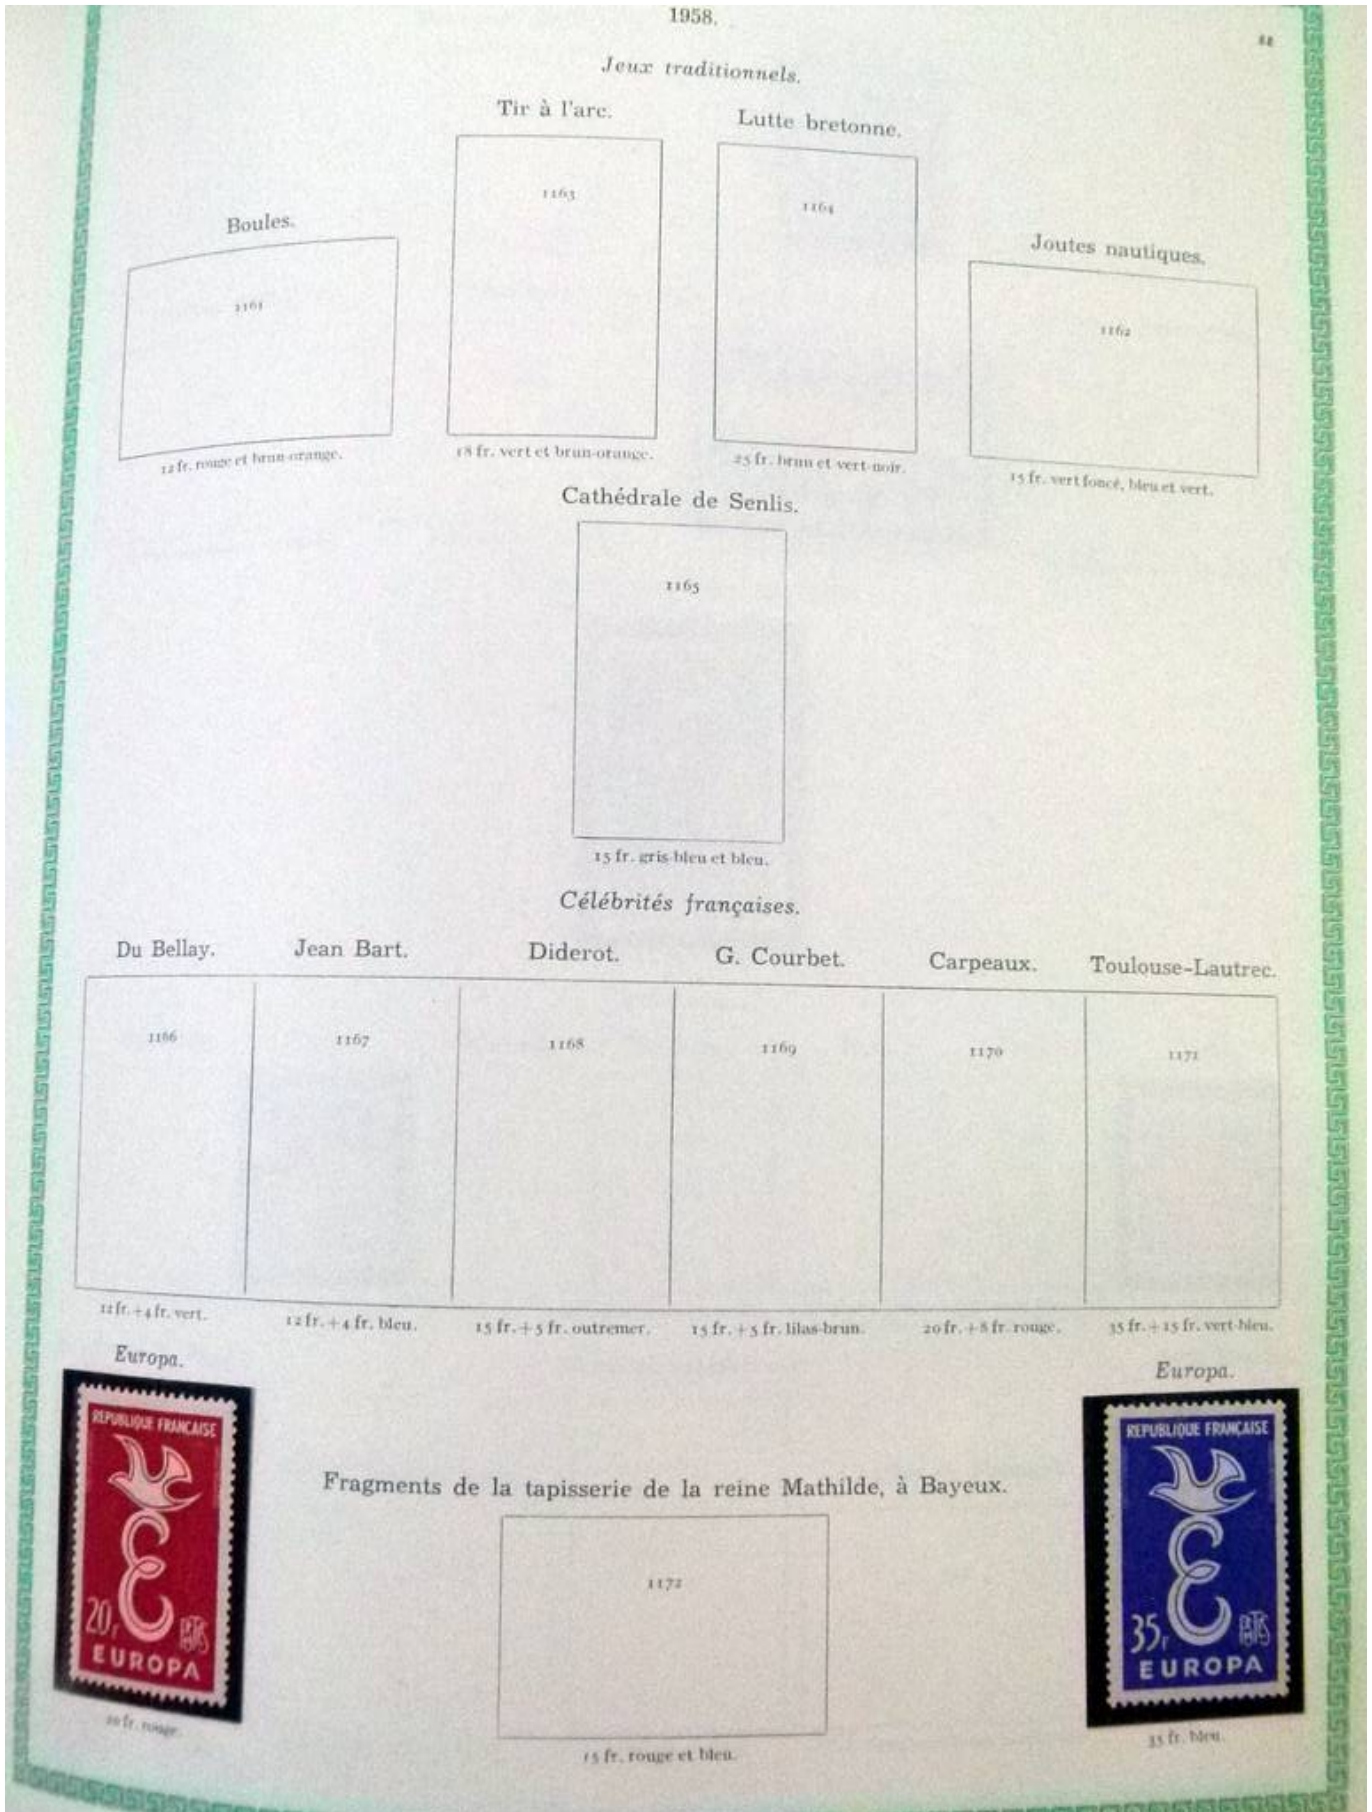 1958.
Jeux traditionnels.
Tir à l'arc.
Lutte bretonne.
Boules.
Joutes nautiques.
1163
1164
1161
1162
12 fr. rouge et brun-orange.
18 fr. vert et brun-orange.
25 fr. brun et vert-noir.
15 fr. vert foncé, bleu et vert.
Cathédrale de Senlis.
1165
15 fr. gris-bleu et bleu.
Célébrités françaises.
Du Bellay.
Jean Bart.
Diderot.
G. Courbet.
Carpeaux.
Toulouse-Lautrec.
1166
1167
1168
1169
1170
1171
12 fr. + 4 fr. vert.
12 fr. + 4 fr. bleu.
15 fr. + 5 fr. outremer.
15 fr. + 5 fr. lilas-brun.
20 fr. + 8 fr. rouge.
35 fr. + 15 fr. vert-bleu.
Europa.
Europa.
REPUBLIQUE FRANÇAISE
20F
EUROPA
20 fr. rouge.
Fragments de la tapisserie de la reine Mathilde, à Bayeux.
1172
15 fr. rouge et bleu.
REPUBLIQUE FRANÇAISE
35F
EUROPA
35 fr. bleu.